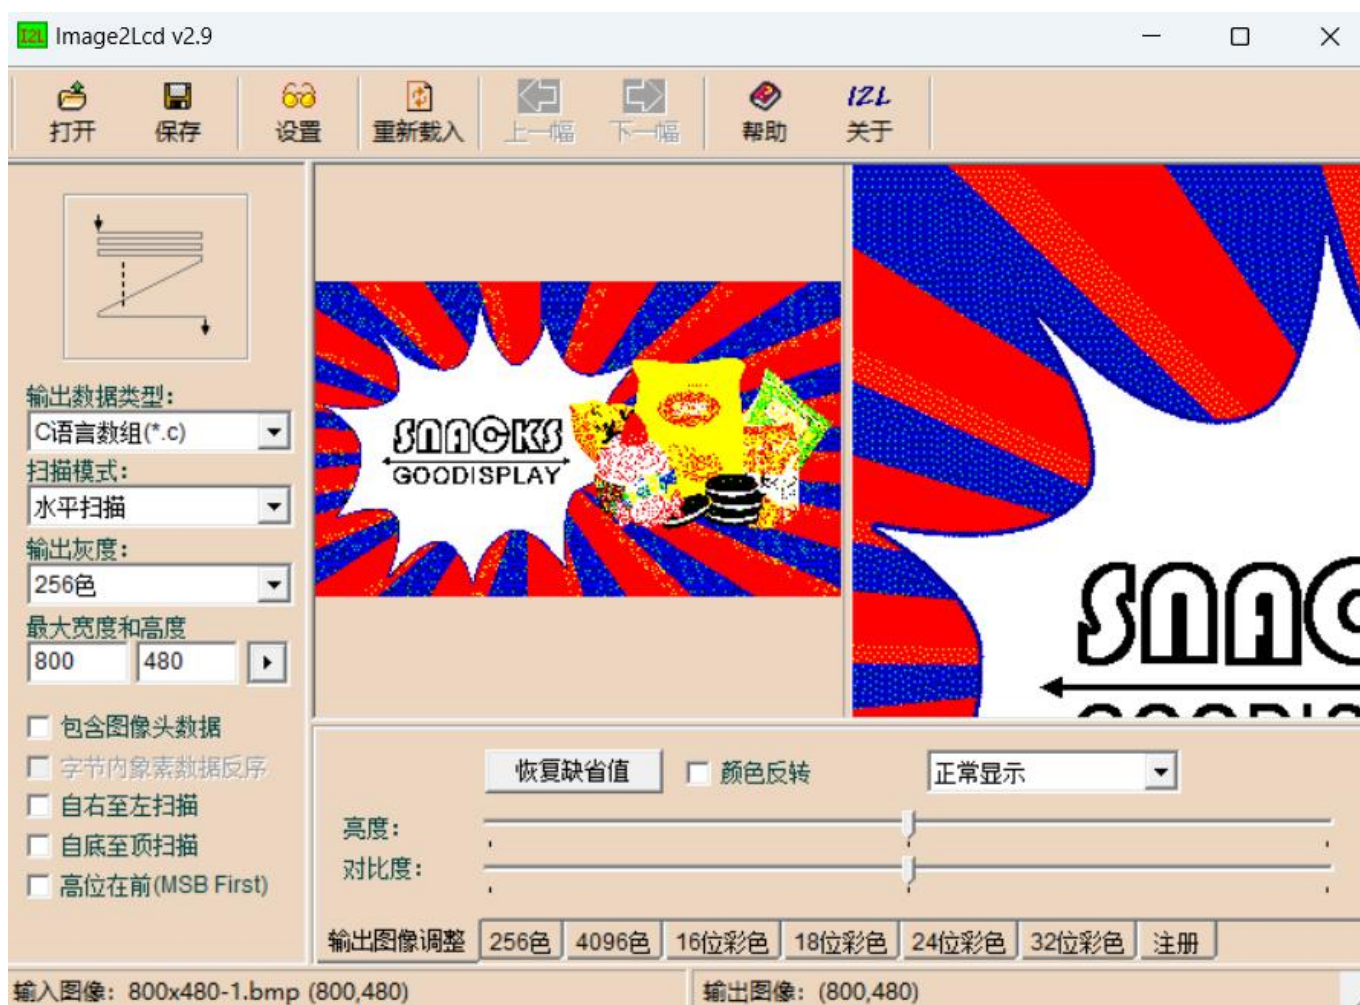 I2L Image2Lcd v2.9
打开 保存 设置 重新载入 上一幅 下一幅 帮助 I2L 关于
输出数据类型:
C语言数组(*.c)
扫描模式:
水平扫描
输出灰度:
256色
最大宽度和高度
800 480
包含图像头数据
字节内象素数据反序
自右至左扫描
自底至顶扫描
高位在前(MSB First)
SNACKS
GOODISPLAY
SNAC
恢复缺省值 颜色反转 正常显示
亮度:
对比度:
输出图像调整 256色 4096色 16位彩色 18位彩色 24位彩色 32位彩色 注册
输入图像: 800x480-1.bmp (800,480) 输出图像: (800,480)